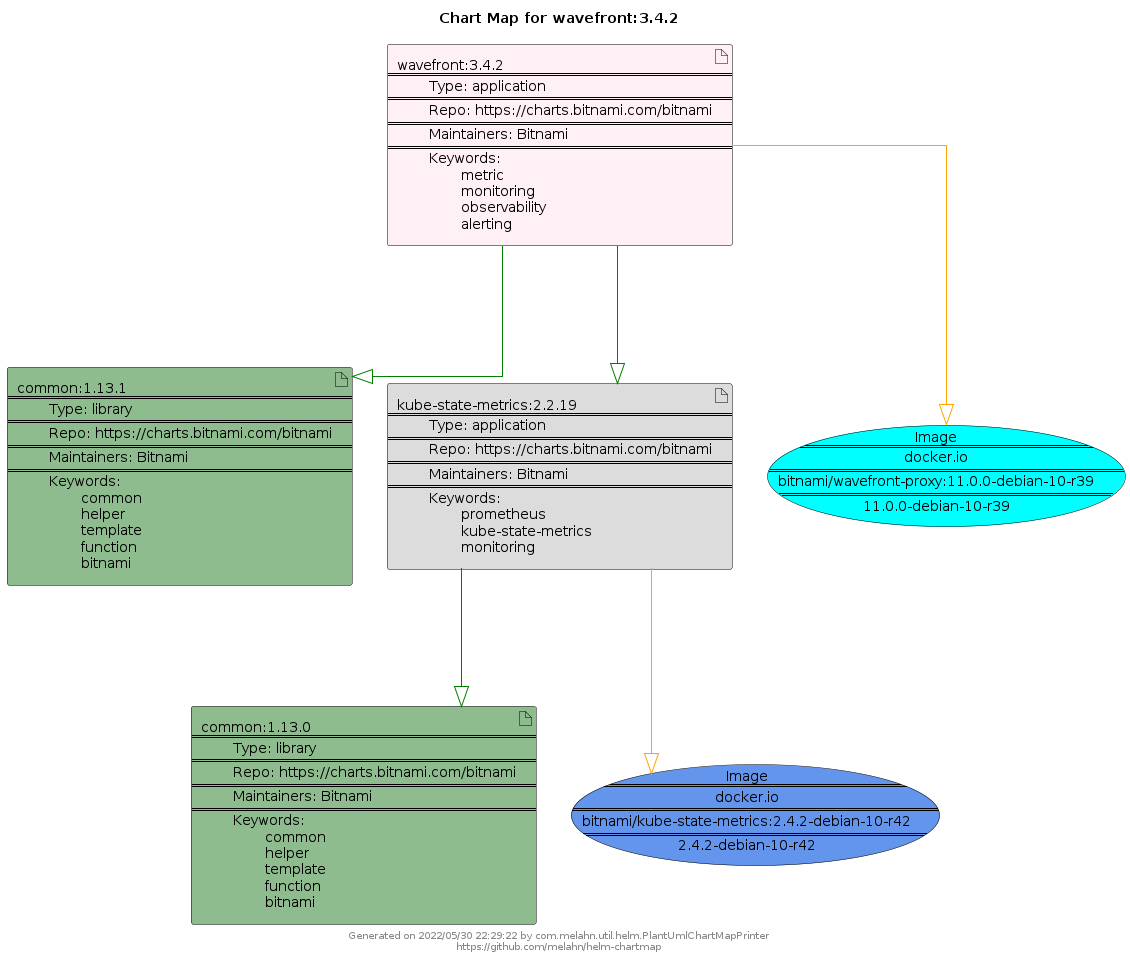 Chart Map for wavefront:3.4.2
wavefront:3.4.2
Type: application
Repo: https://charts.bitnami.com/bitnami
Maintainers: Bitnami
Keywords:
metric
monitoring
observability
alerting
common:1.13.1
Type: library
Repo: https://charts.bitnami.com/bitnami
Maintainers: Bitnami
Keywords:
common
helper
template
function
bitnami
kube-state-metrics:2.2.19
Type: application
Repo: https://charts.bitnami.com/bitnami
Maintainers: Bitnami
Keywords:
prometheus
kube-state-metrics
monitoring
Image
docker.io
bitnami/wavefront-proxy:11.0.0-debian-10-r39
11.0.0-debian-10-r39
common:1.13.0
Type: library
Repo: https://charts.bitnami.com/bitnami
Maintainers: Bitnami
Keywords:
common
helper
template
function
bitnami
Image
docker.io
bitnami/kube-state-metrics:2.4.2-debian-10-r42
2.4.2-debian-10-r42
Generated on 2022/05/30 22:29:22 by com.melahn.util.helm.PlantUmlChartMapPrinter
https://github.com/melahn/helm-chartmap